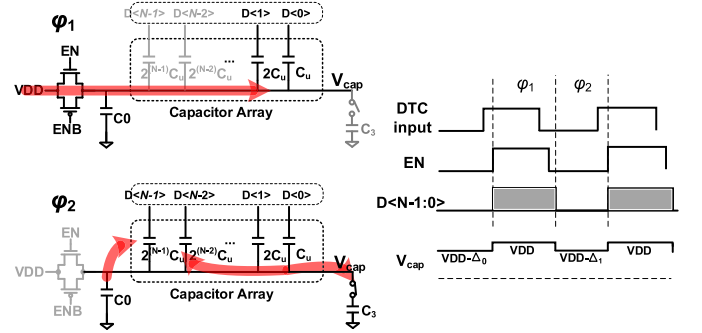 φ1
D<N-1> D<N-2> D<1> D<0>
EN
2^(N-1)Cu 2^(N-2)Cu ... 2Cu Cu
VDD
Vcap
C0
Capacitor Array
ENB
C3
φ2
D<N-1> D<N-2> D<1> D<0>
EN
2^(N-1)Cu 2^(N-2)Cu ... 2Cu Cu
VDD
Vcap
C0
Capacitor Array
ENB
C3
φ1 φ2
DTC
input
EN
D<N-1:0>
Vcap
VDD-Δ0 VDD VDD-Δ1 VDD